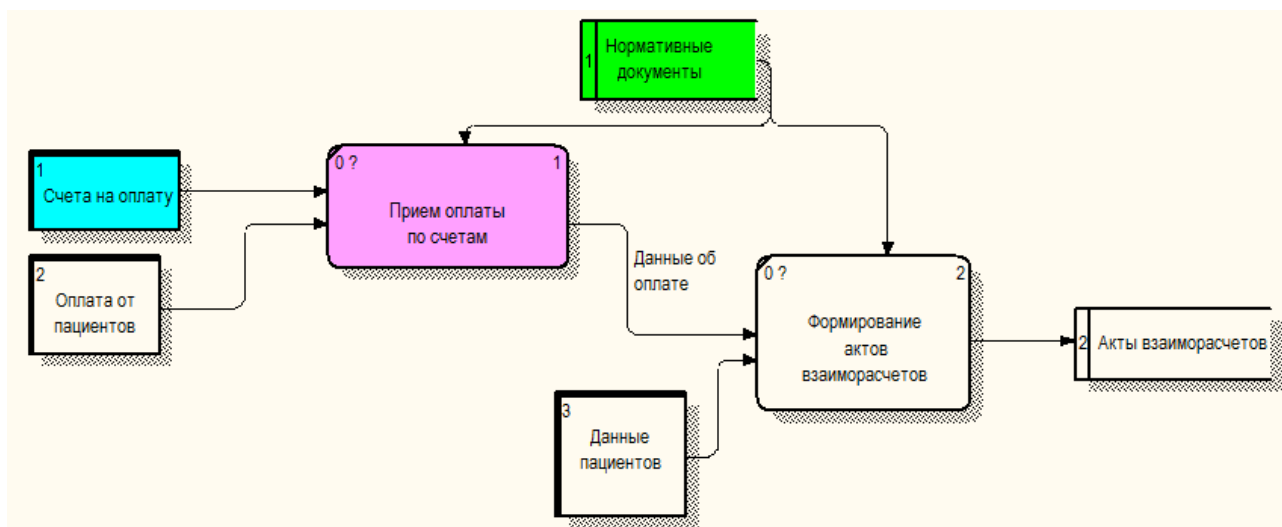 1
Нормативные
документы
1
Счета на оплату
0 ?
1
Прием оплаты
по счетам
2
Оплата от
пациентов
Данные об
оплате
0 ?
2
Формирование
актов
взаиморасчетов
2
Акты взаиморасчетов
3
Данные
пациентов